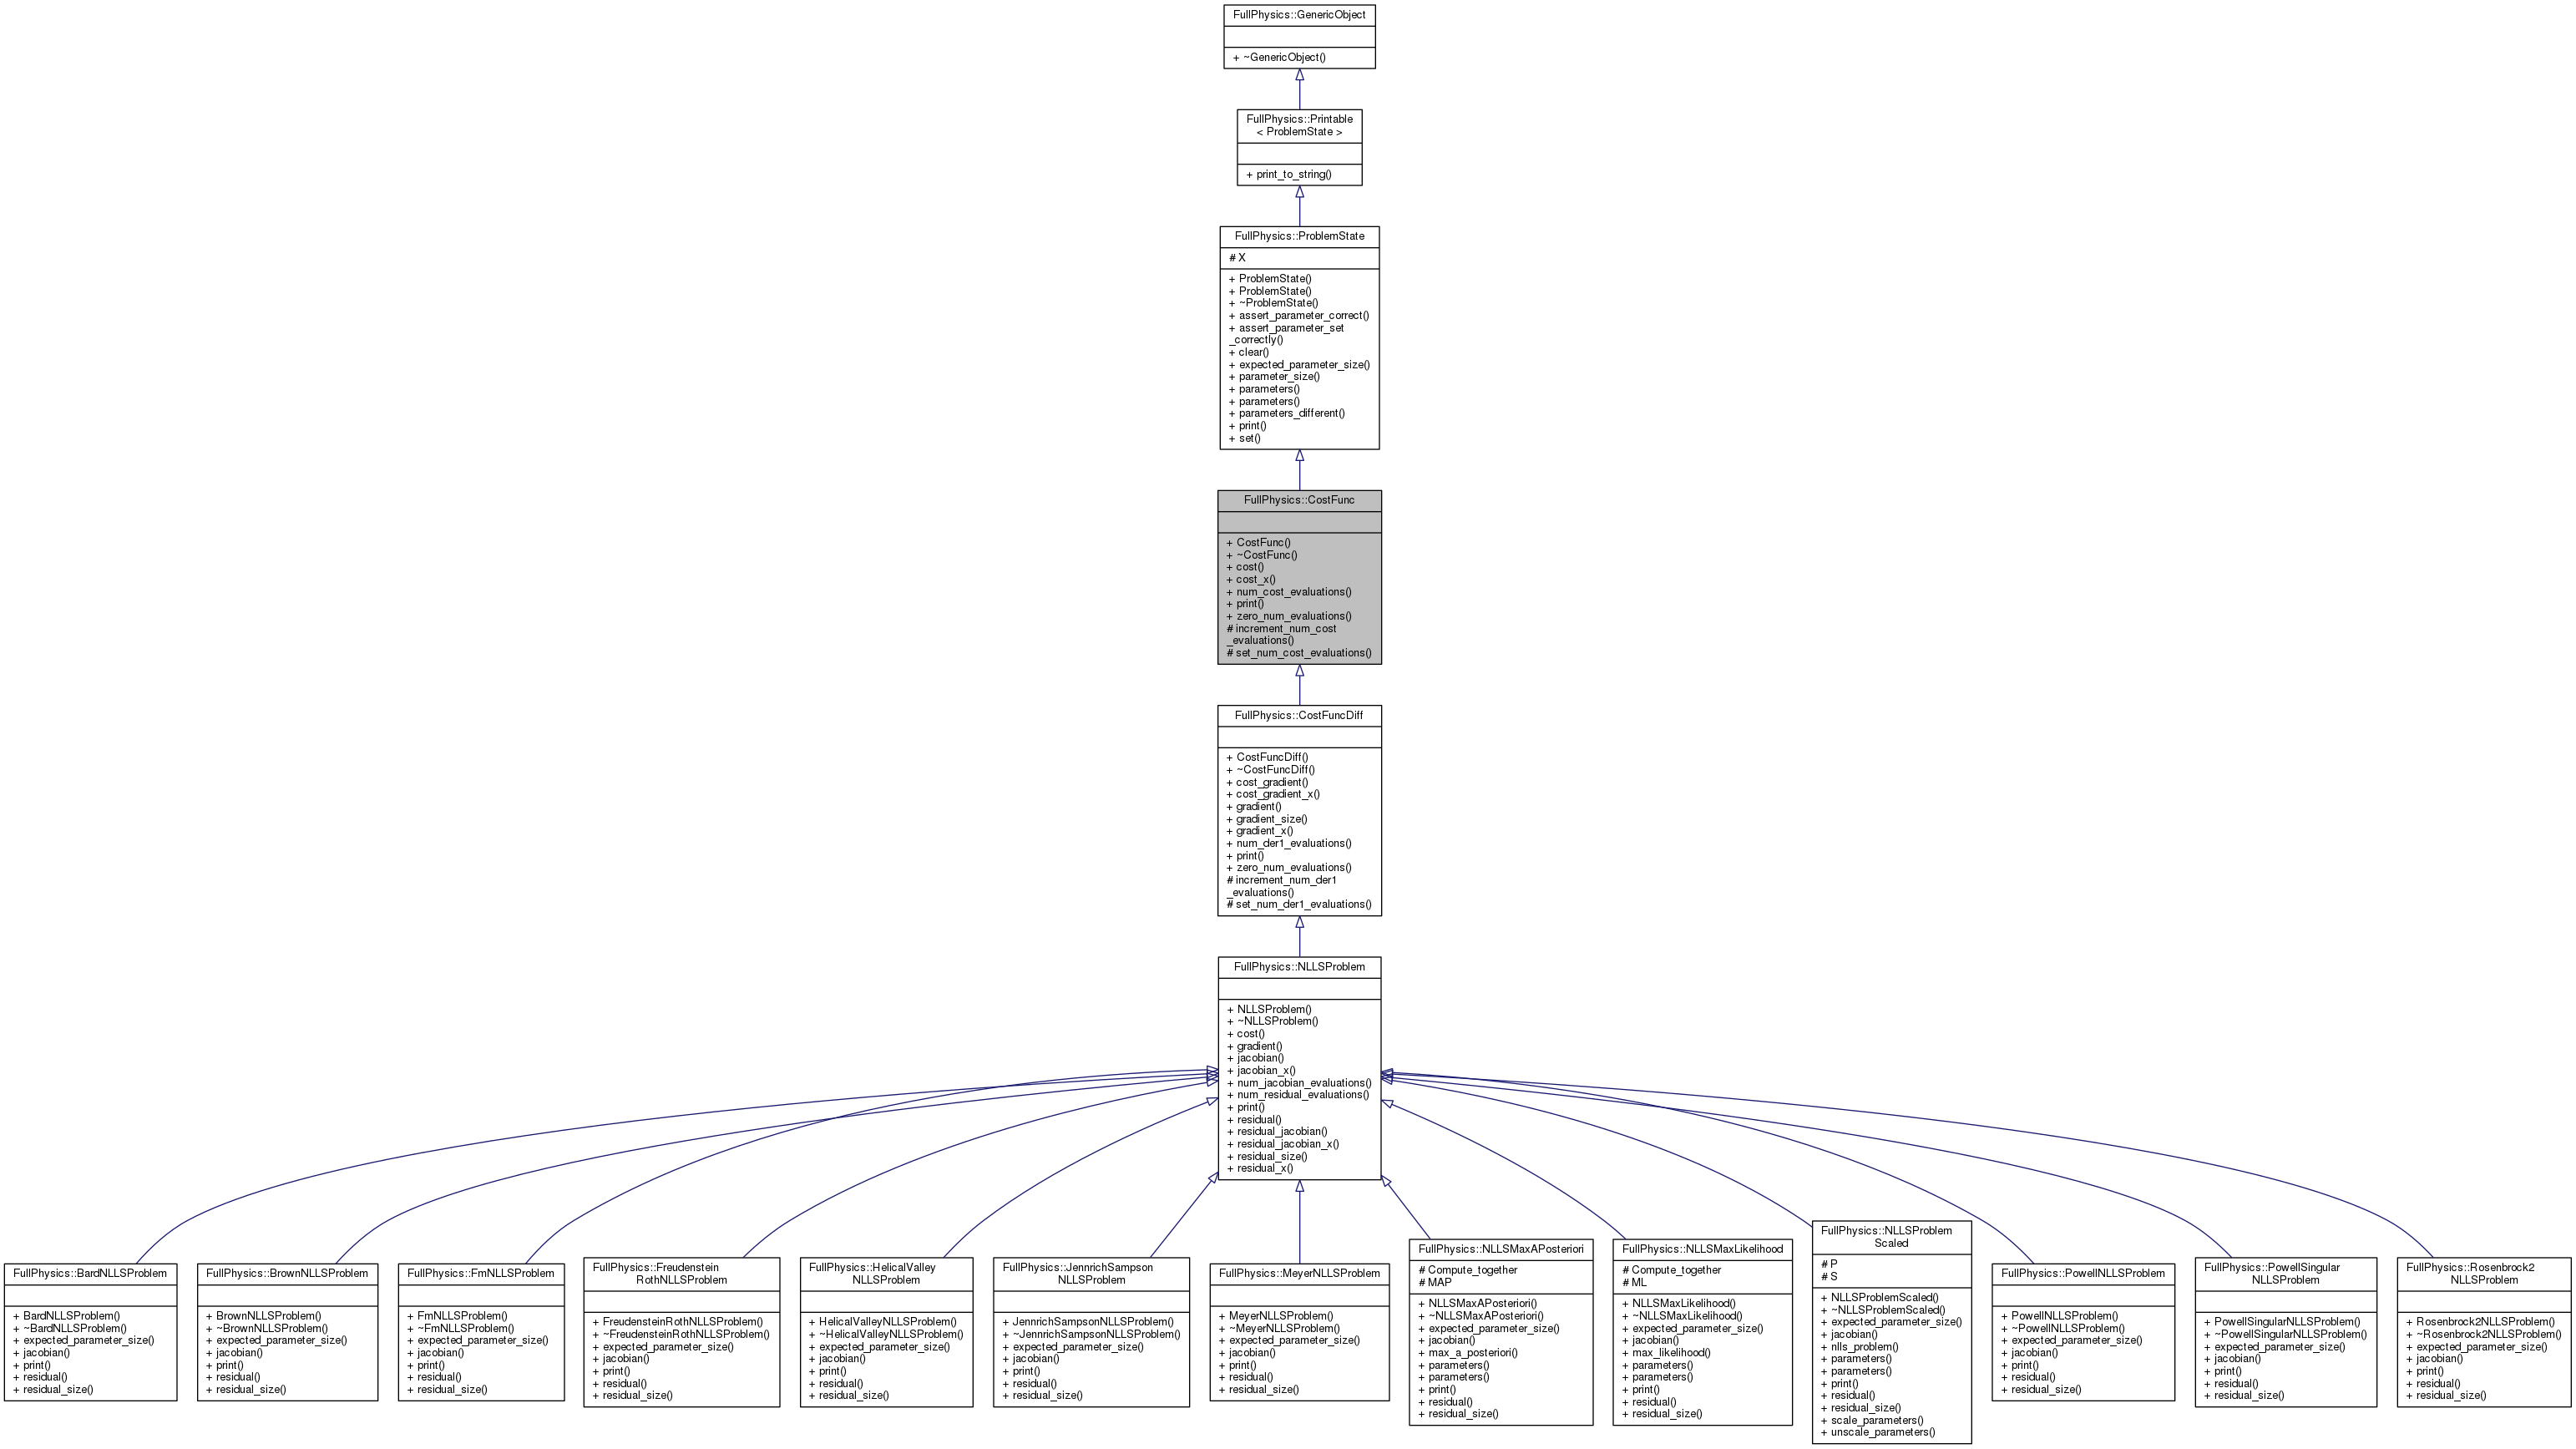 FullPhysics::GenericObject
+ ~GenericObject()
FullPhysics::Printable
< ProblemState >
+ print_to_string()
FullPhysics::ProblemState
# X
+ ProblemState()
+ ProblemState()
+ ~ProblemState()
+ assert_parameter_correct()
+ assert_parameter_set
_correctly()
+ clear()
+ expected_parameter_size()
+ parameter_size()
+ parameters()
+ parameters()
+ parameters_different()
+ print()
+ set()
FullPhysics::CostFunc
+ CostFunc()
+ ~CostFunc()
+ cost()
+ cost_x()
+ num_cost_evaluations()
+ print()
+ zero_num_evaluations()
# increment_num_cost
_evaluations()
# set_num_cost_evaluations()
FullPhysics::CostFuncDiff
+ CostFuncDiff()
+ ~CostFuncDiff()
+ cost_gradient()
+ cost_gradient_x()
+ gradient()
+ gradient_size()
+ gradient_x()
+ num_der1_evaluations()
+ print()
+ zero_num_evaluations()
# increment_num_der1
_evaluations()
# set_num_der1_evaluations()
FullPhysics::NLLSProblem
+ NLLSProblem()
+ ~NLLSProblem()
+ cost()
+ gradient()
+ jacobian()
+ jacobian_x()
+ num_jacobian_evaluations()
+ num_residual_evaluations()
+ print()
+ residual()
+ residual_jacobian()
+ residual_jacobian_x()
+ residual_size()
+ residual_x()
FullPhysics::BardNLLSProblem
+ BardNLLSProblem()
+ ~BardNLLSProblem()
+ expected_parameter_size()
+ jacobian()
+ print()
+ residual()
+ residual_size()
FullPhysics::BrownNLLSProblem
+ BrownNLLSProblem()
+ ~BrownNLLSProblem()
+ expected_parameter_size()
+ jacobian()
+ print()
+ residual()
+ residual_size()
FullPhysics::FmNLLSProblem
+ FmNLLSProblem()
+ ~FmNLLSProblem()
+ expected_parameter_size()
+ jacobian()
+ print()
+ residual()
+ residual_size()
FullPhysics::Freudenstein
RothNLLSProblem
+ FreudensteinRothNLLSProblem()
+ ~FreudensteinRothNLLSProblem()
+ expected_parameter_size()
+ jacobian()
+ print()
+ residual()
+ residual_size()
FullPhysics::HelicalValley
NLLSProblem
+ HelicalValleyNLLSProblem()
+ ~HelicalValleyNLLSProblem()
+ expected_parameter_size()
+ jacobian()
+ print()
+ residual()
+ residual_size()
FullPhysics::JennrichSampson
NLLSProblem
+ JennrichSampsonNLLSProblem()
+ ~JennrichSampsonNLLSProblem()
+ expected_parameter_size()
+ jacobian()
+ print()
+ residual()
+ residual_size()
FullPhysics::MeyerNLLSProblem
+ MeyerNLLSProblem()
+ ~MeyerNLLSProblem()
+ expected_parameter_size()
+ jacobian()
+ print()
+ residual()
+ residual_size()
FullPhysics::NLLSMaxAPosteriori
# Compute_together
# MAP
+ NLLSMaxAPosteriori()
+ ~NLLSMaxAPosteriori()
+ expected_parameter_size()
+ jacobian()
+ max_a_posteriori()
+ parameters()
+ parameters()
+ print()
+ residual()
+ residual_size()
FullPhysics::NLLSMaxLikelihood
# Compute_together
# ML
+ NLLSMaxLikelihood()
+ ~NLLSMaxLikelihood()
+ expected_parameter_size()
+ jacobian()
+ max_likelihood()
+ parameters()
+ parameters()
+ print()
+ residual()
+ residual_size()
FullPhysics::NLLSProblem
Scaled
# P
# S
+ NLLSProblemScaled()
+ ~NLLSProblemScaled()
+ expected_parameter_size()
+ jacobian()
+ nlls_problem()
+ parameters()
+ parameters()
+ print()
+ residual()
+ residual_size()
+ scale_parameters()
+ unscale_parameters()
FullPhysics::PowellNLLSProblem
+ PowellNLLSProblem()
+ ~PowellNLLSProblem()
+ expected_parameter_size()
+ jacobian()
+ print()
+ residual()
+ residual_size()
FullPhysics::PowellSingular
NLLSProblem
+ PowellSingularNLLSProblem()
+ ~PowellSingularNLLSProblem()
+ expected_parameter_size()
+ jacobian()
+ print()
+ residual()
+ residual_size()
FullPhysics::Rosenbrock2
NLLSProblem
+ Rosenbrock2NLLSProblem()
+ ~Rosenbrock2NLLSProblem()
+ expected_parameter_size()
+ jacobian()
+ print()
+ residual()
+ residual_size()